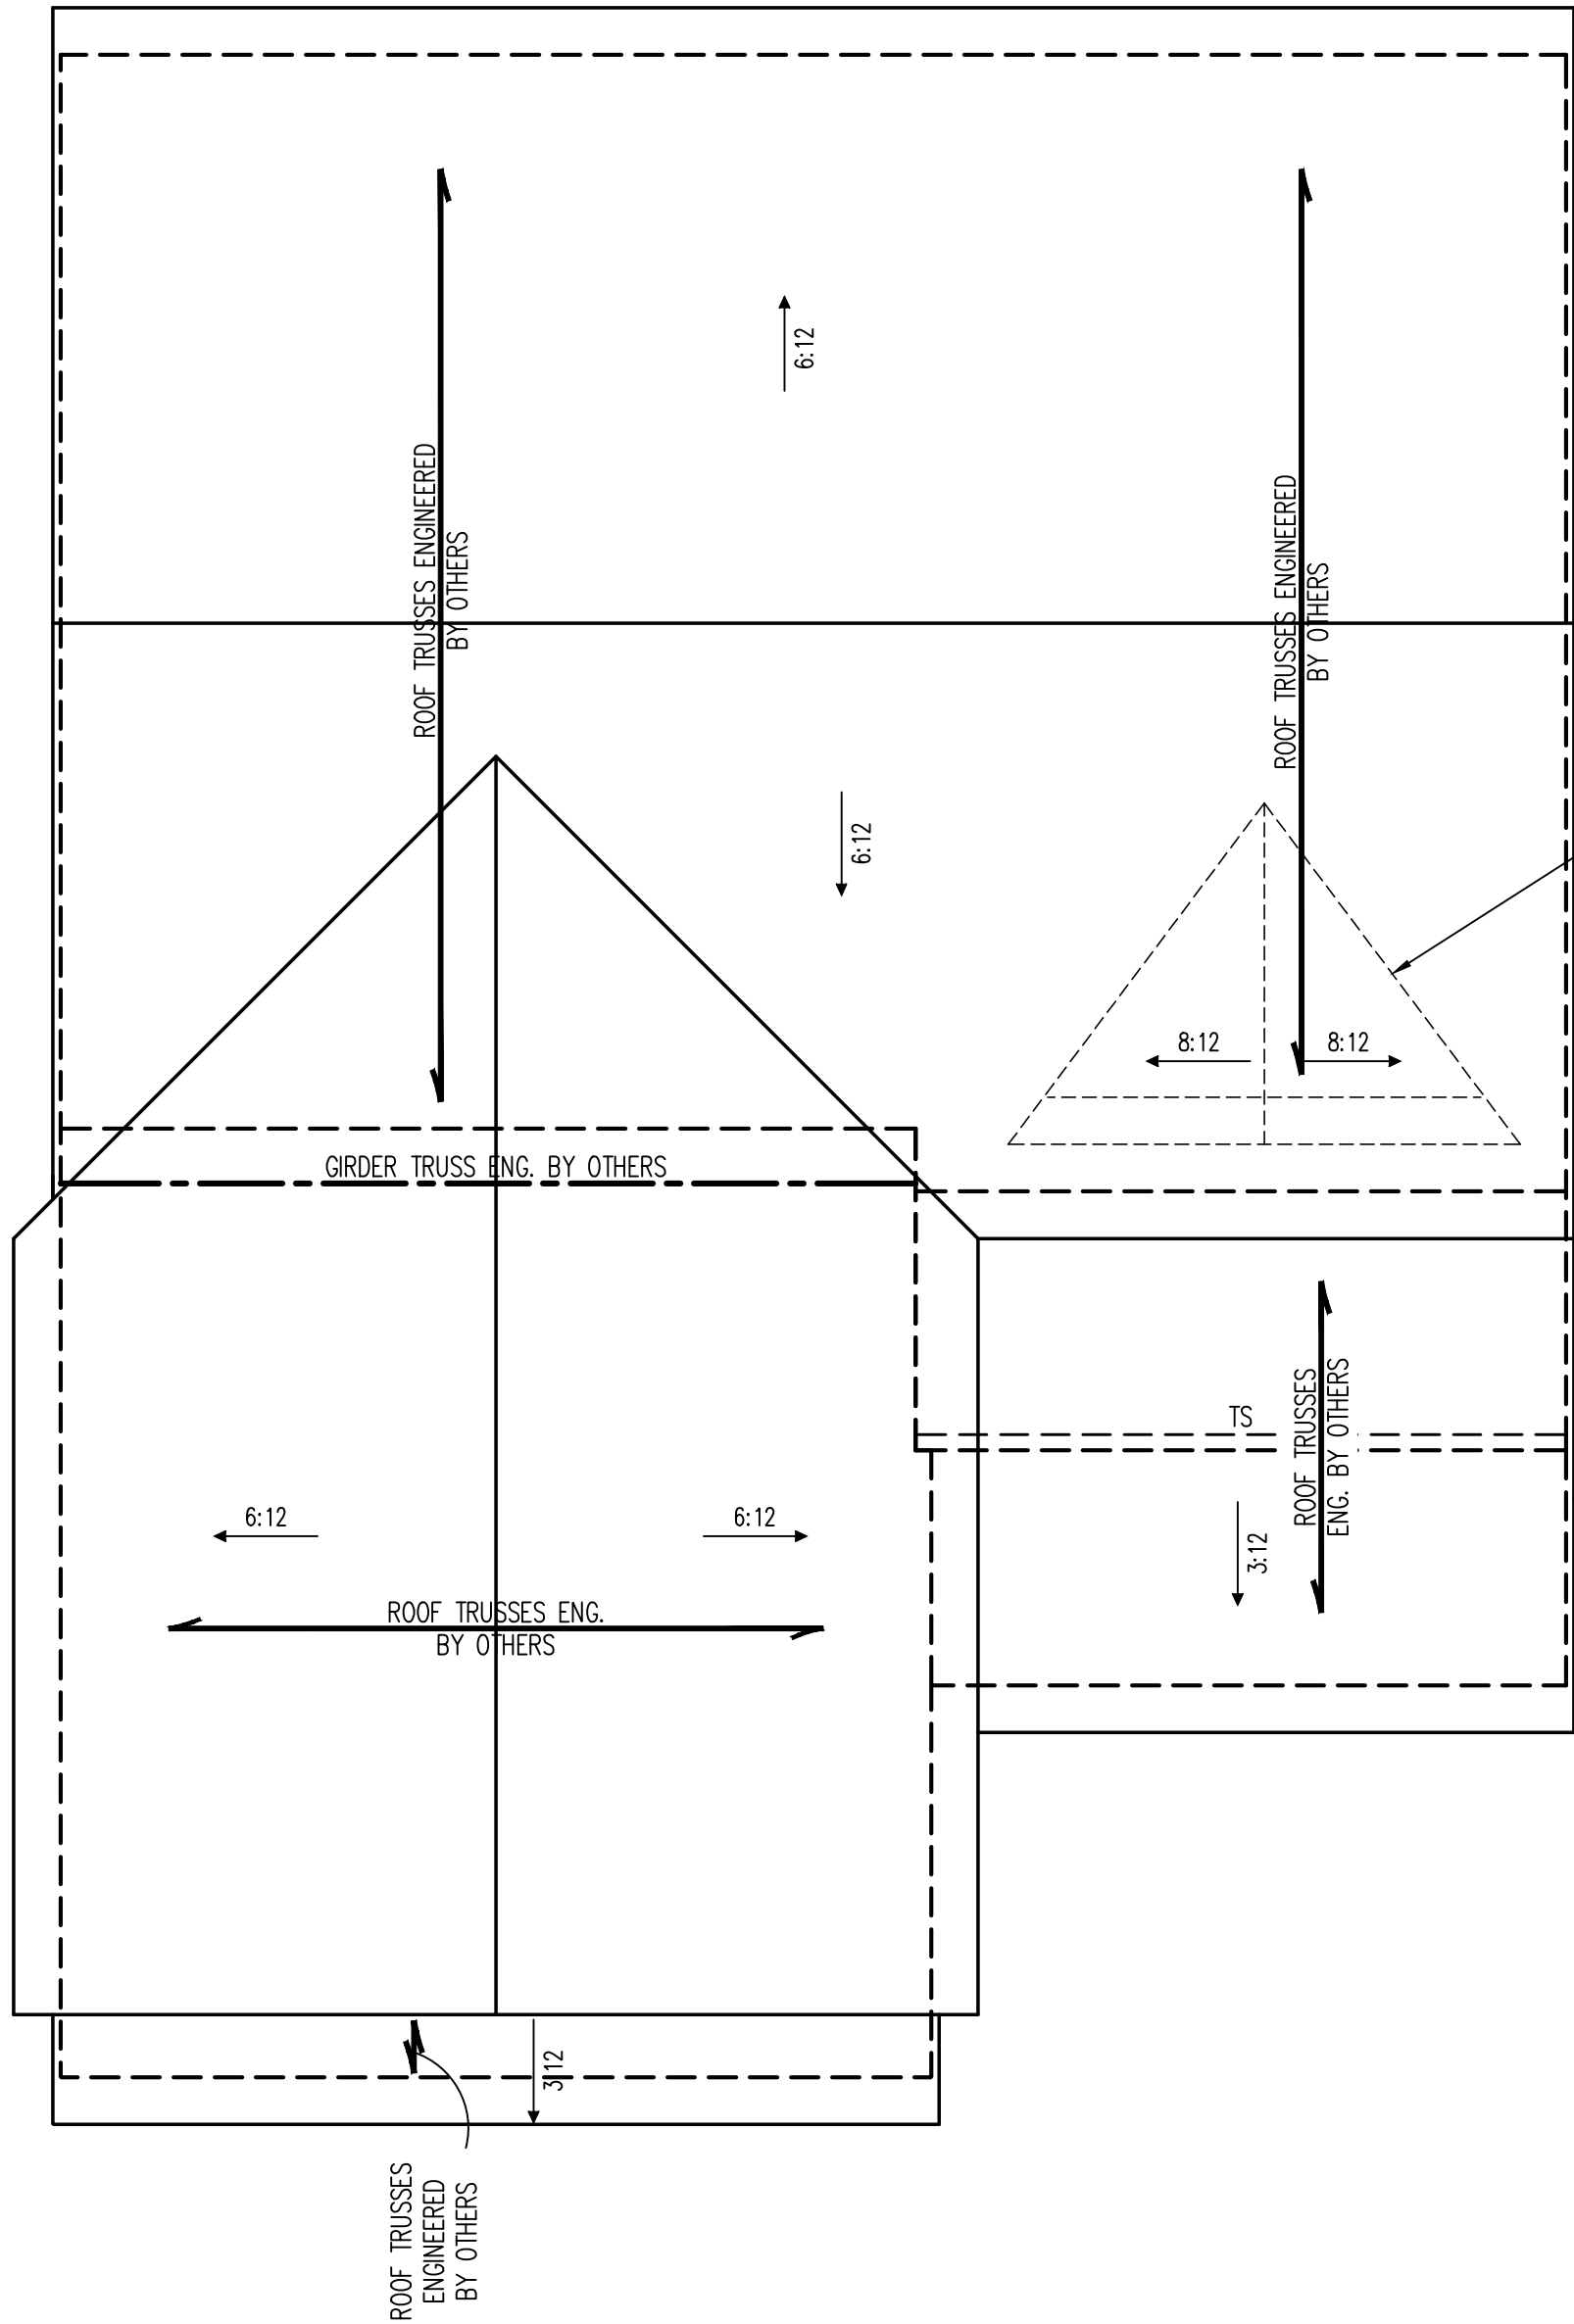 6:12
ROOF TRUSSES ENGINEERED
BY OTHERS
ROOF TRUSSES ENGINEERED
BY OTHERS
6:12
8:12
8:12
GIRDER TRUSS ENG. BY OTHERS
TS
ROOF TRUSSES
ENG. BY OTHERS
6:12
6:12
3:12
ROOF TRUSSES ENG.
BY OTHERS
3:12
ROOF TRUSSES
ENGINEERED
BY OTHERS